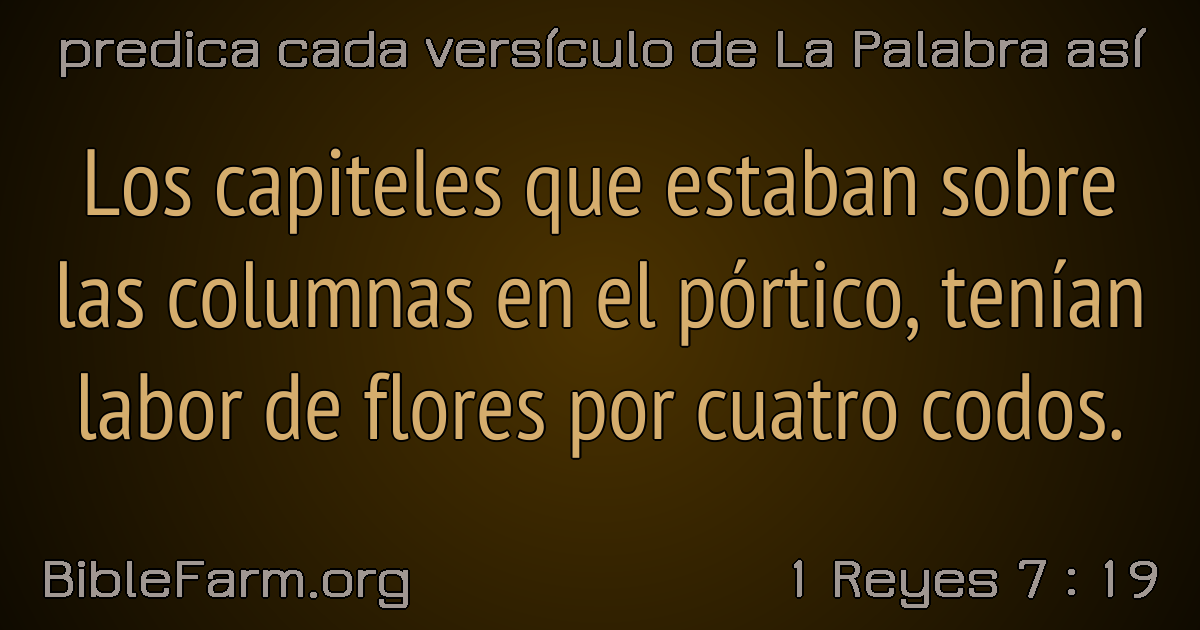 predica cada versículo de La Palabra así
Los capiteles que estaban sobre
las columnas en el pórtico, tenían
labor de flores por cuatro codos.
BibleFarm.org
1 Reyes 7 : 19